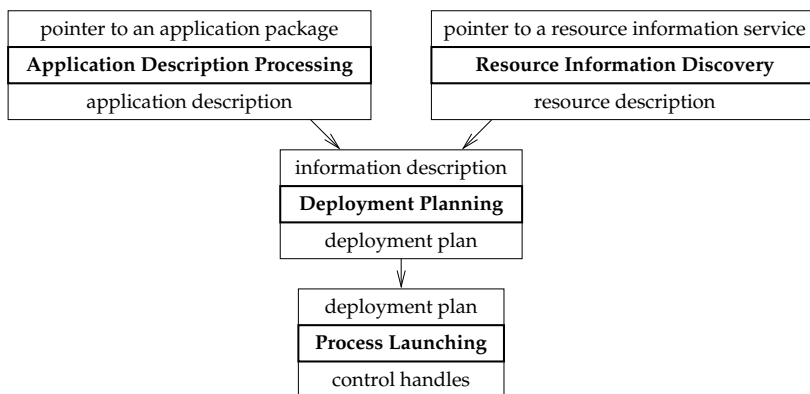 pointer to an application package
Application Description Processing
application description
pointer to a resource information service
Resource Information Discovery
resource description
information description
Deployment Planning
deployment plan
deployment plan
Process Launching
control handles